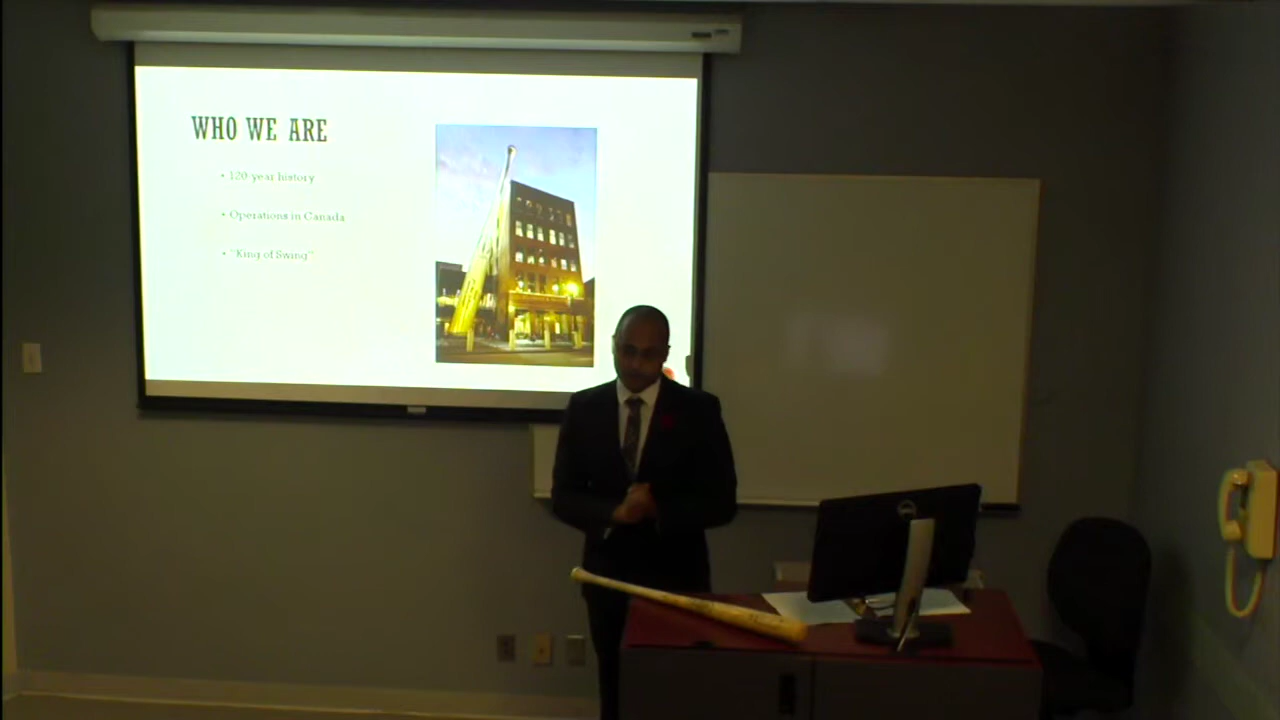 WHO WE ARE
• 120-year history
• Operations in Canada
• "King of Swing"